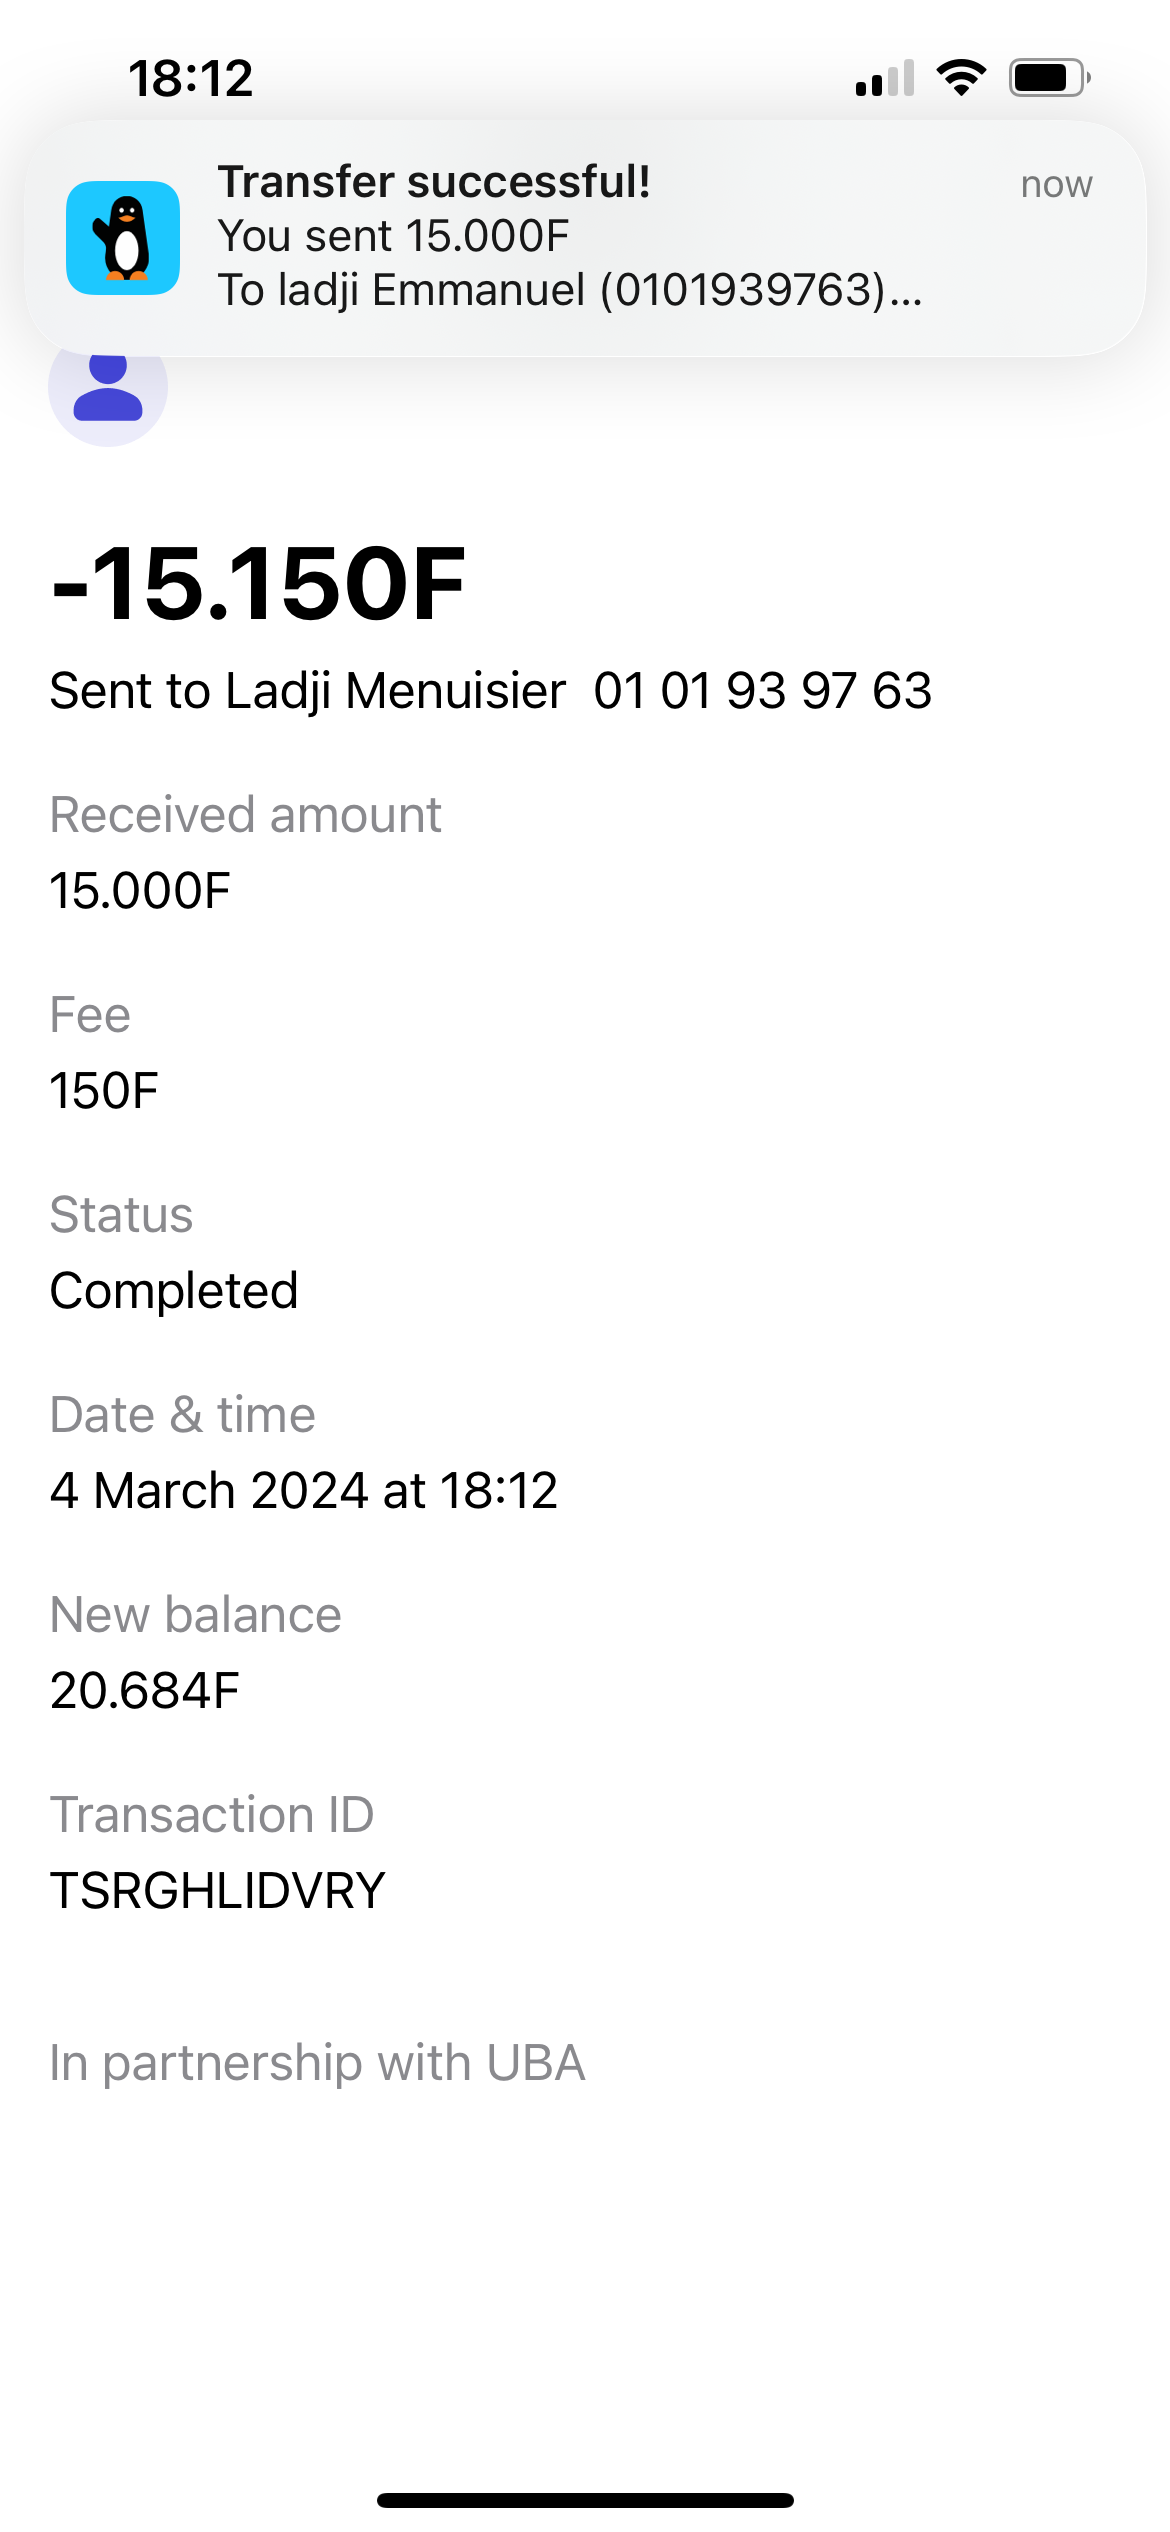 18:12
Transfer successful!
now
You sent 15.000F
To ladji Emmanuel (0101939763)...
-15.150F
Sent to Ladji Menuisier  01 01 93 97 63
Received amount
15.000F
Fee
150F
Status
Completed
Date & time
4 March 2024 at 18:12
New balance
20.684F
Transaction ID
TSRGHLIDVRY
In partnership with UBA